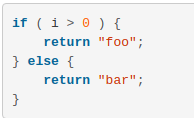 if ( i > 0 ) {
    return "foo";
} else {
    return "bar";
}